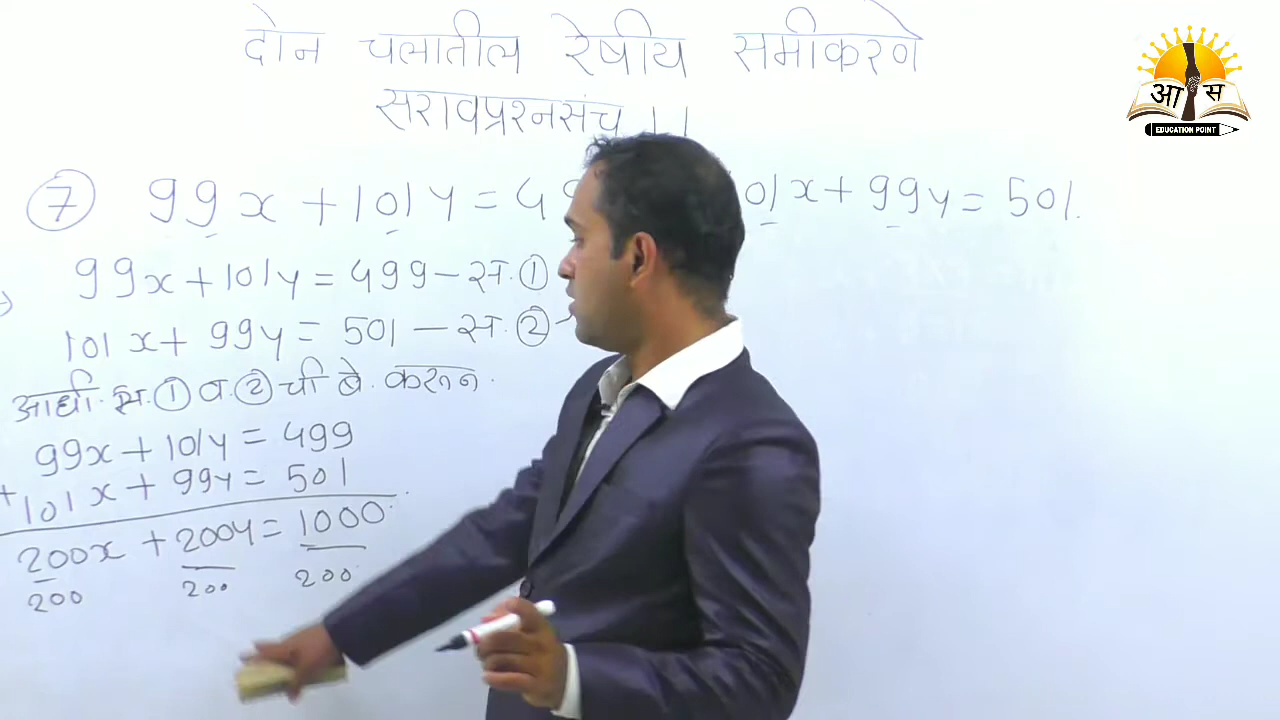 दोन चलातील रेषीय समीकरणे
सरावप्रश्नसंच ।।
आ स
EDUCATION POINT
7 99x + 101y = 4 01x + 99y = 501.
99x + 101y = 499 - स. 1
101x + 99y = 501 - स. 2
आधी. स. 1 व. 2 ची बे. करून.
99x + 101y = 499
+ 101x + 99y = 501
200x + 200y = 1000
200 200 200